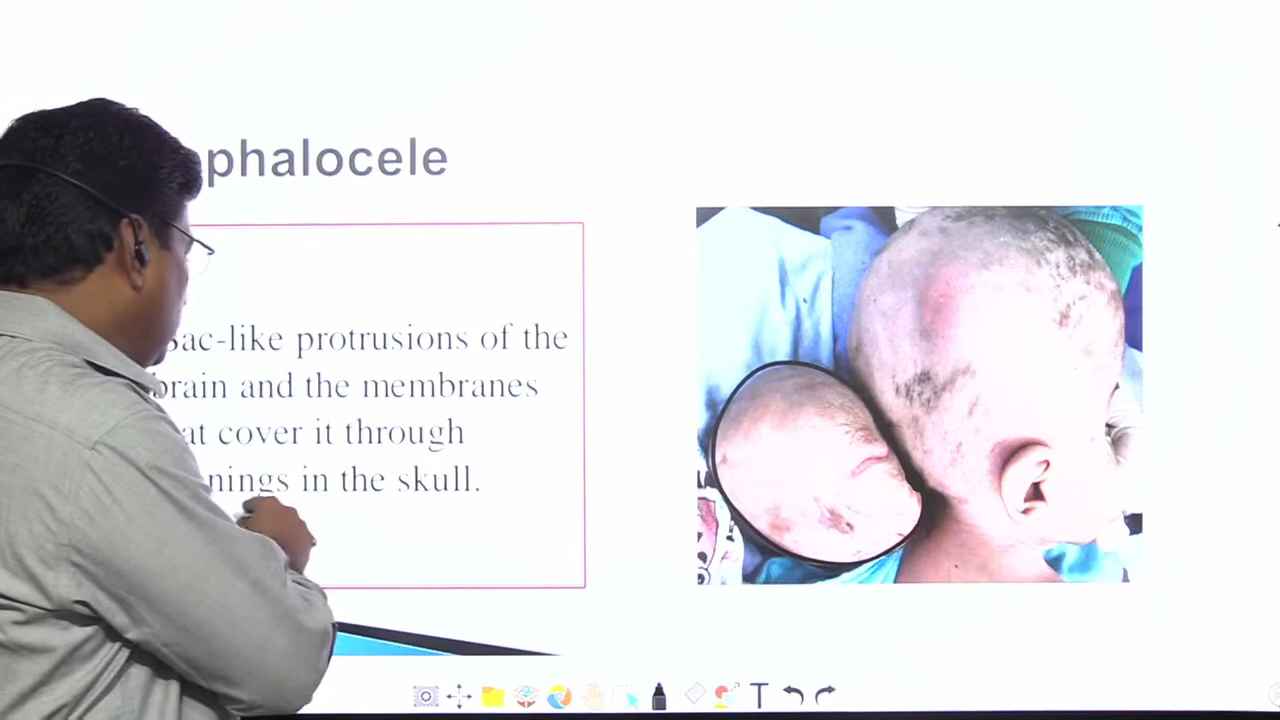 phalocele
Sac-like protrusions of the
brain and the membranes
at cover it through
nings in the skull.
T